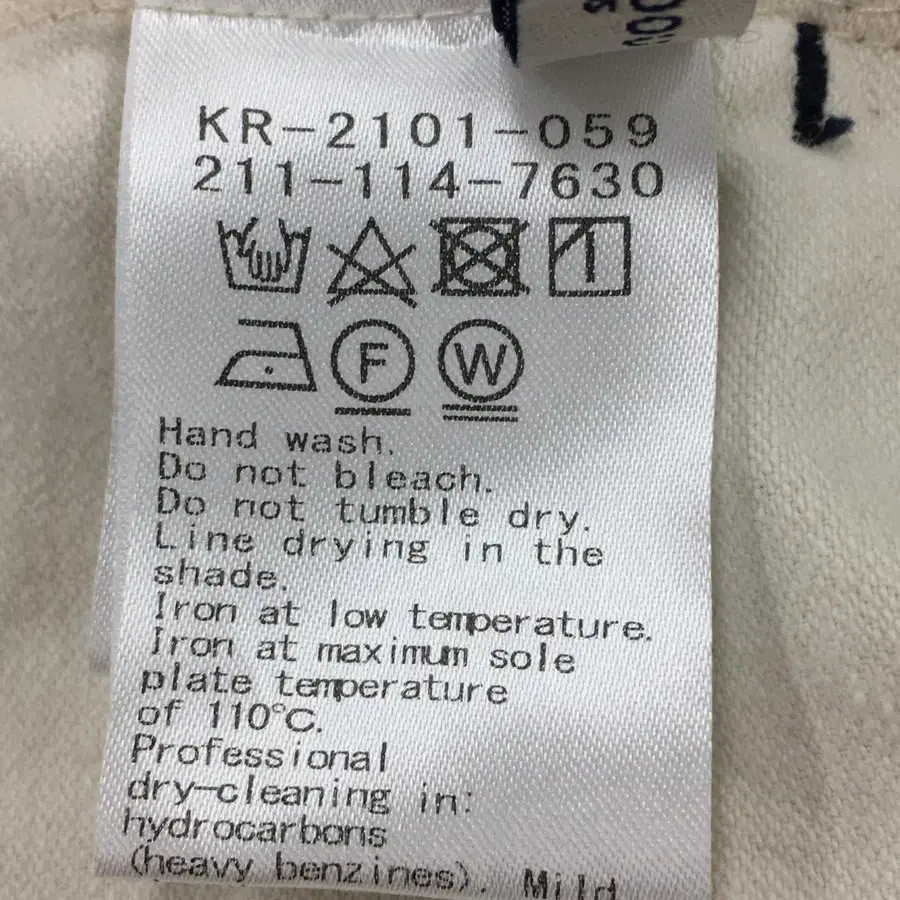 KR-2101-059
211-114-7630
F W
Hand wash.
Do not bleach.
Do not tumble dry.
Line drying in the
shade.
Iron at low temperature.
Iron at maximum sole
plate temperature
of 110℃.
Professional
dry-cleaning in:
hydrocarbons
(heavy benzines). Mild